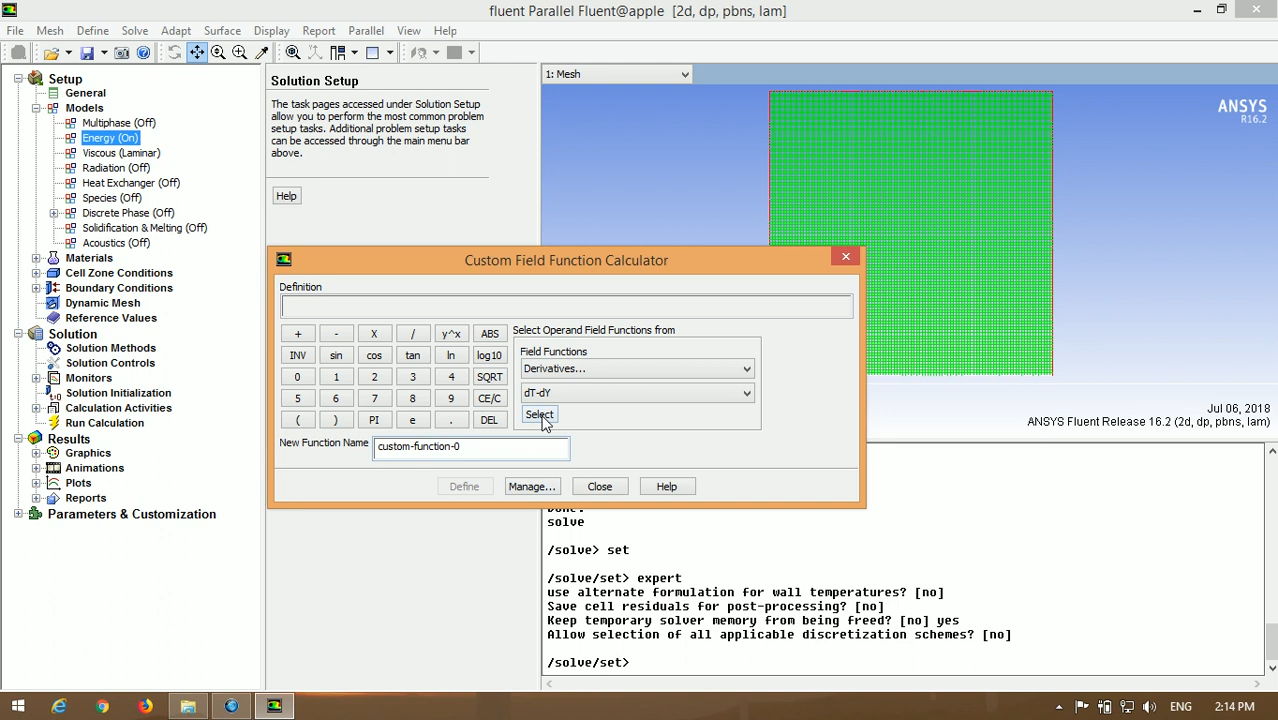 fluent Parallel Fluent@apple [2d, dp, pbns, lam]
File Mesh Define Solve Adapt Surface Display Report Parallel View Help
Setup
General
Models
Multiphase (Off)
Energy (On)
Viscous (Laminar)
Radiation (Off)
Heat Exchanger (Off)
Species (Off)
Discrete Phase (Off)
Solidification & Melting (Off)
Acoustics (Off)
Materials
Cell Zone Conditions
Boundary Conditions
Dynamic Mesh
Reference Values
Solution
Solution Methods
Solution Controls
Monitors
Solution Initialization
Calculation Activities
Run Calculation
Results
Graphics
Animations
Plots
Reports
Parameters & Customization
Solution Setup
The task pages accessed under Solution Setup
allow you to perform the most common problem
setup tasks. Additional problem setup tasks
can be accessed through the main menu bar
above.
Help
1: Mesh
ANSYS
R16.2
Jul 06, 2018
ANSYS Fluent Release 16.2 (2d, dp, pbns, lam)
Custom Field Function Calculator
Definition
+ - X / y^x ABS
INV sin cos tan ln log10
0 1 2 3 4 SQRT
5 6 7 8 9 CE/C
( ) PI e . DEL
Select Operand Field Functions from
Field Functions
Derivatives...
dT-dY
Select
New Function Name custom-function-0
Define Manage... Close Help
Done.
solve
/solve> set
/solve/set> expert
use alternate formulation for wall temperatures? [no]
Save cell residuals for post-processing? [no]
Keep temporary solver memory from being freed? [no] yes
Allow selection of all applicable discretization schemes? [no]
/solve/set>
ENG 2:14 PM